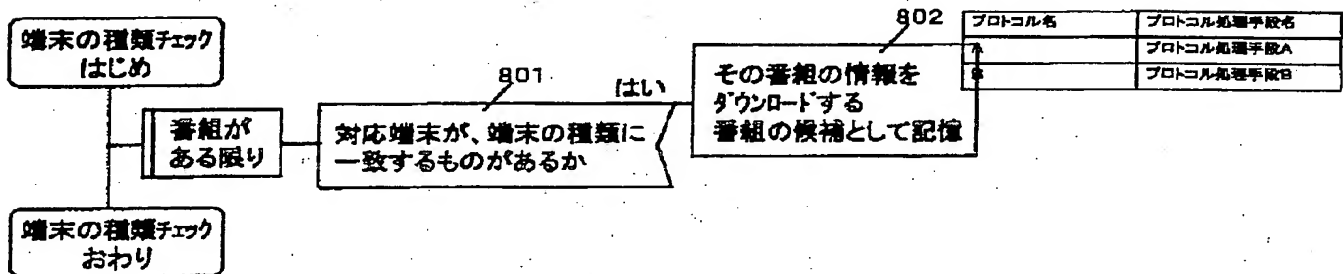 端末の種類チェック
はじめ
番組が
ある限り
801
対応端末が、端末の種類に
一致するものがあるか
はい
802
その番組の情報を
ダウンロードする
番組の候補として記憶
端末の種類チェック
おわり
プロトコル名 プロトコル処理手段名
A プロトコル処理手段A
B プロトコル処理手段B